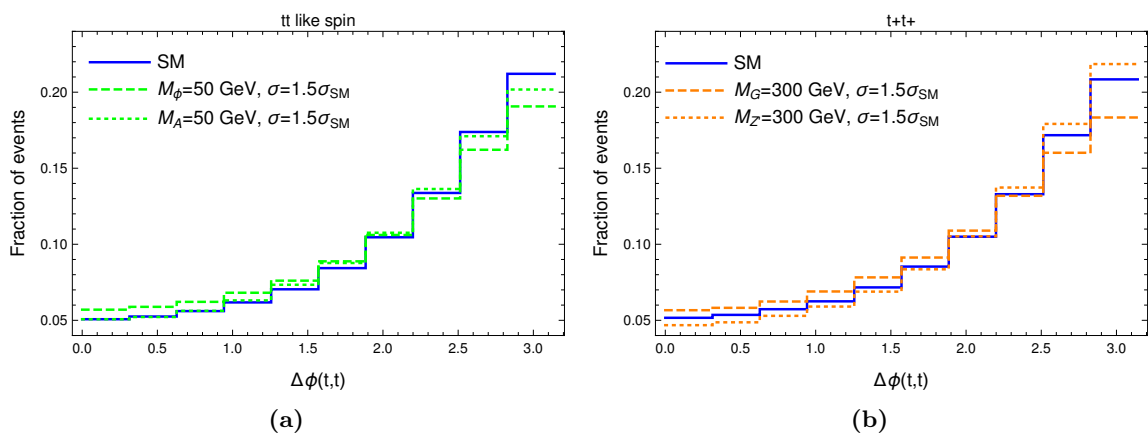 tt like spin
SM
M_ϕ=50 GeV, σ=1.5σ_SM
M_A=50 GeV, σ=1.5σ_SM
Fraction of events
0.20
0.15
0.10
0.05
0.0 0.5 1.0 1.5 2.0 2.5 3.0
Δϕ(t,t)
(a)
t+t+
SM
M_G=300 GeV, σ=1.5σ_SM
M_Z'=300 GeV, σ=1.5σ_SM
Fraction of events
0.20
0.15
0.10
0.05
0.0 0.5 1.0 1.5 2.0 2.5 3.0
Δϕ(t,t)
(b)